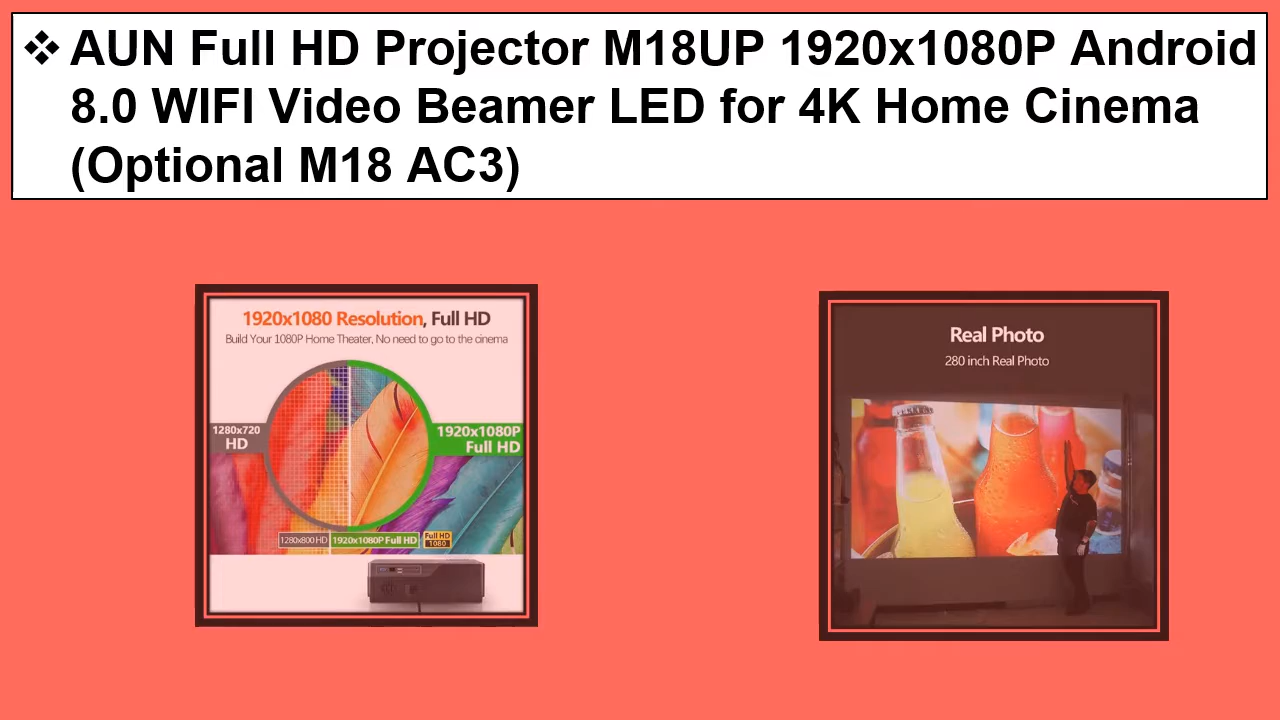 ❖ AUN Full HD Projector M18UP 1920x1080P Android
8.0 WIFI Video Beamer LED for 4K Home Cinema
(Optional M18 AC3)
1920x1080 Resolution, Full HD
Build Your 1080P Home Theater, No need to go to the cinema
1280x720
HD
1920x1080P
Full HD
1280x800 HD 1920x1080P Full HD
Full HD
1080
Real Photo
280 inch Real Photo